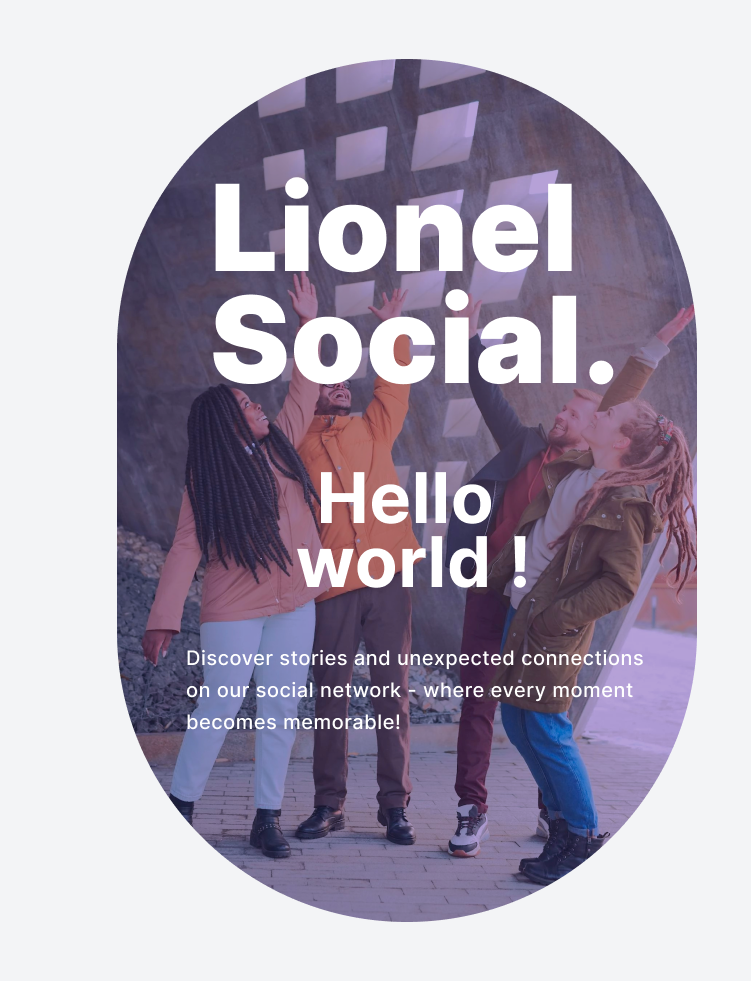 Lionel
Social.
Hello
world !
Discover stories and unexpected connections
on our social network - where every moment
becomes memorable!